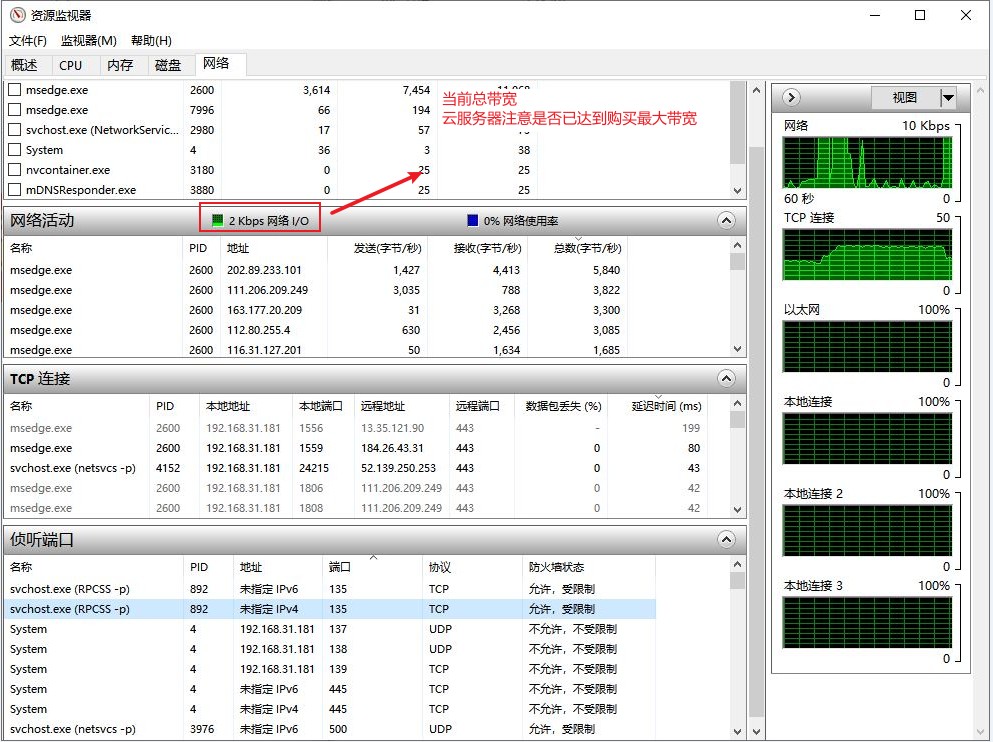 资源监视器
文件(F) 监视器(M) 帮助(H)
概述 CPU 内存 磁盘 网络
msedge.exe 2600 3,614 7,454
msedge.exe 7996 66 194
svchost.exe (NetworkServic... 2980 17 57
System 4 36 3 38
nvcontainer.exe 3180 0 25 25
mDNSResponder.exe 3880 0 25 25
当前总带宽
云服务器注意是否已达到购买最大带宽
网络活动 2 Kbps 网络 I/O 0% 网络使用率
名称 PID 地址 发送(字节/秒) 接收(字节/秒) 总数(字节/秒)
msedge.exe 2600 202.89.233.101 1,427 4,413 5,840
msedge.exe 2600 111.206.209.249 3,035 788 3,822
msedge.exe 2600 163.177.20.209 31 3,268 3,300
msedge.exe 2600 112.80.255.4 630 2,456 3,085
msedge.exe 2600 116.31.127.201 50 1,634 1,685
TCP 连接
名称 PID 本地地址 本地端口 远程地址 远程端口 数据包丢失 (%) 延迟时间 (ms)
msedge.exe 2600 192.168.31.181 1556 13.35.121.90 443 - 199
msedge.exe 2600 192.168.31.181 1559 184.26.43.31 443 0 80
svchost.exe (netsvcs -p) 4152 192.168.31.181 24215 52.139.250.253 443 0 43
msedge.exe 2600 192.168.31.181 1806 111.206.209.249 443 0 42
msedge.exe 2600 192.168.31.181 1808 111.206.209.249 443 0 42
侦听端口
名称 PID 地址 端口 协议 防火墙状态
svchost.exe (RPCSS -p) 892 未指定 IPv6 135 TCP 允许，受限制
svchost.exe (RPCSS -p) 892 未指定 IPv4 135 TCP 允许，受限制
System 4 192.168.31.181 137 UDP 不允许，不受限制
System 4 192.168.31.181 138 UDP 不允许，不受限制
System 4 192.168.31.181 139 TCP 不允许，不受限制
System 4 未指定 IPv6 445 TCP 不允许，不受限制
System 4 未指定 IPv4 445 TCP 不允许，不受限制
svchost.exe (netsvcs -p) 3976 未指定 IPv6 500 UDP 允许，受限制
视图
网络 10 Kbps
60 秒 0
TCP 连接 50
0
以太网 100%
0
本地连接 100%
0
本地连接 2 100%
0
本地连接 3 100%
0